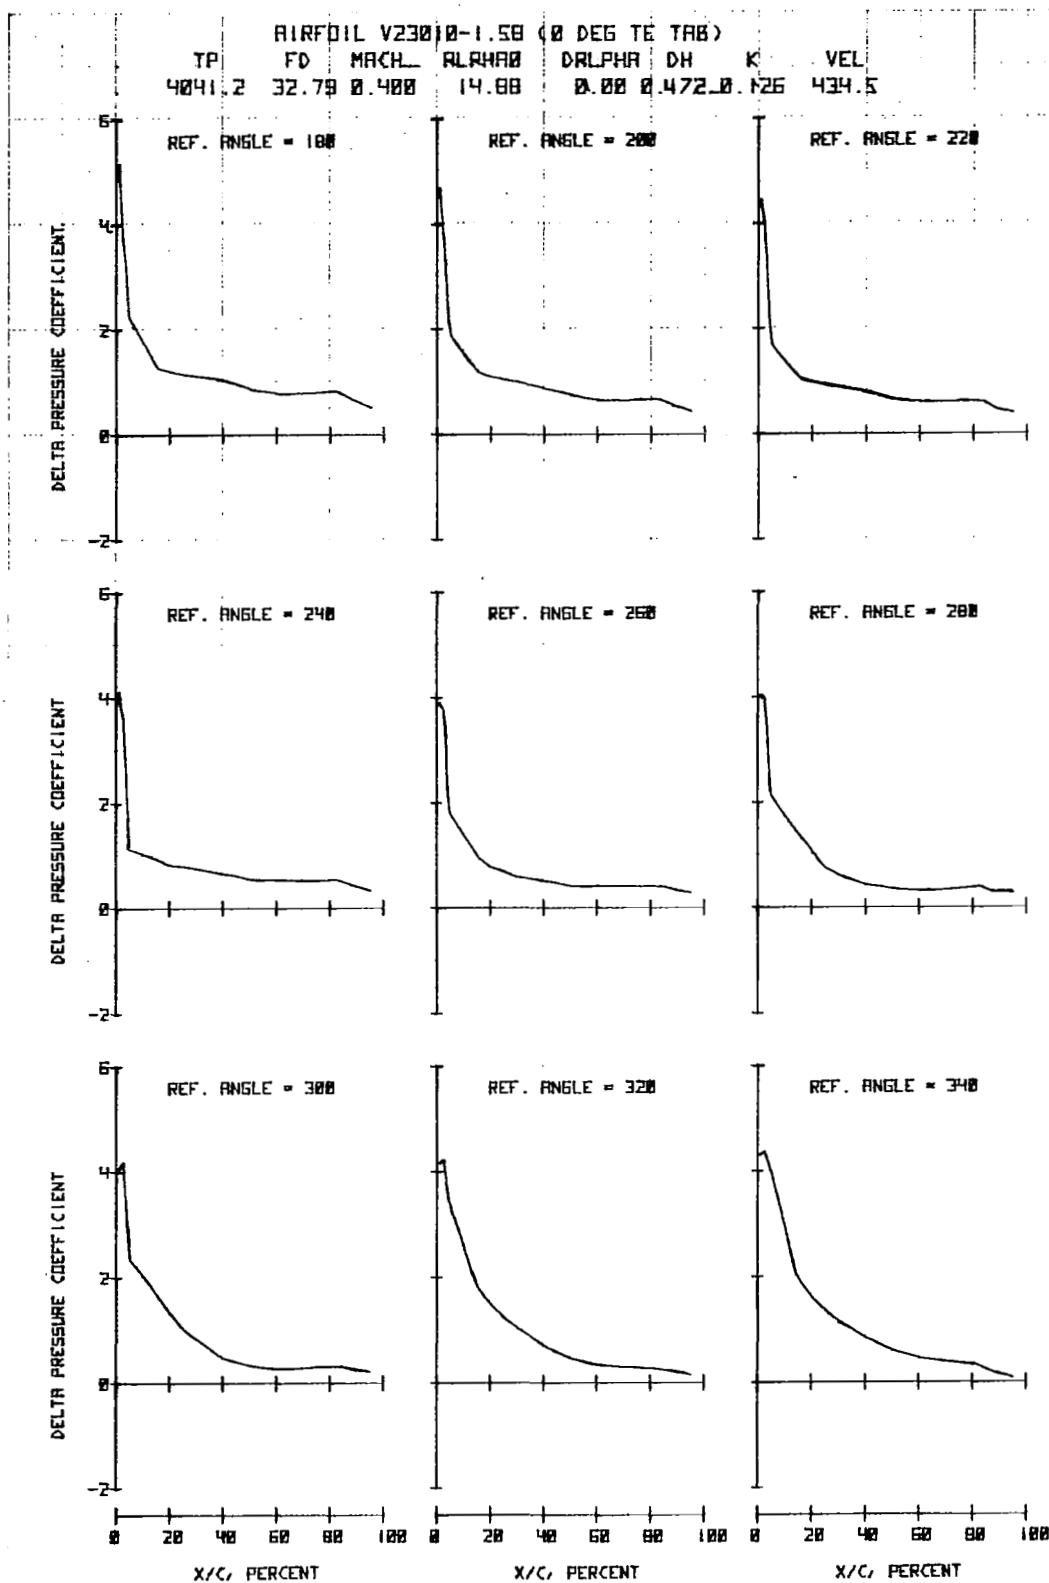 AIRFOIL V23010-1.58 (0 DEG TE TAB)
TP FD MACH ALPHA0 DALPHA DH K VEL
4041.2 32.79 0.400 14.88 0.00 0.472 0.126 434.5
REF. ANGLE = 180
REF. ANGLE = 200
REF. ANGLE = 220
DELTA PRESSURE COEFFICIENT
6
4
2
0
-2
REF. ANGLE = 240
REF. ANGLE = 260
REF. ANGLE = 280
DELTA PRESSURE COEFFICIENT
6
4
2
0
-2
REF. ANGLE = 300
REF. ANGLE = 320
REF. ANGLE = 340
DELTA PRESSURE COEFFICIENT
6
4
2
0
-2
0 20 40 60 80 100
0 20 40 60 80 100
0 20 40 60 80 100
X/C, PERCENT
X/C, PERCENT
X/C, PERCENT